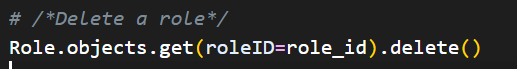 # /*Delete a role*/
Role.objects.get(roleID=role_id).delete()